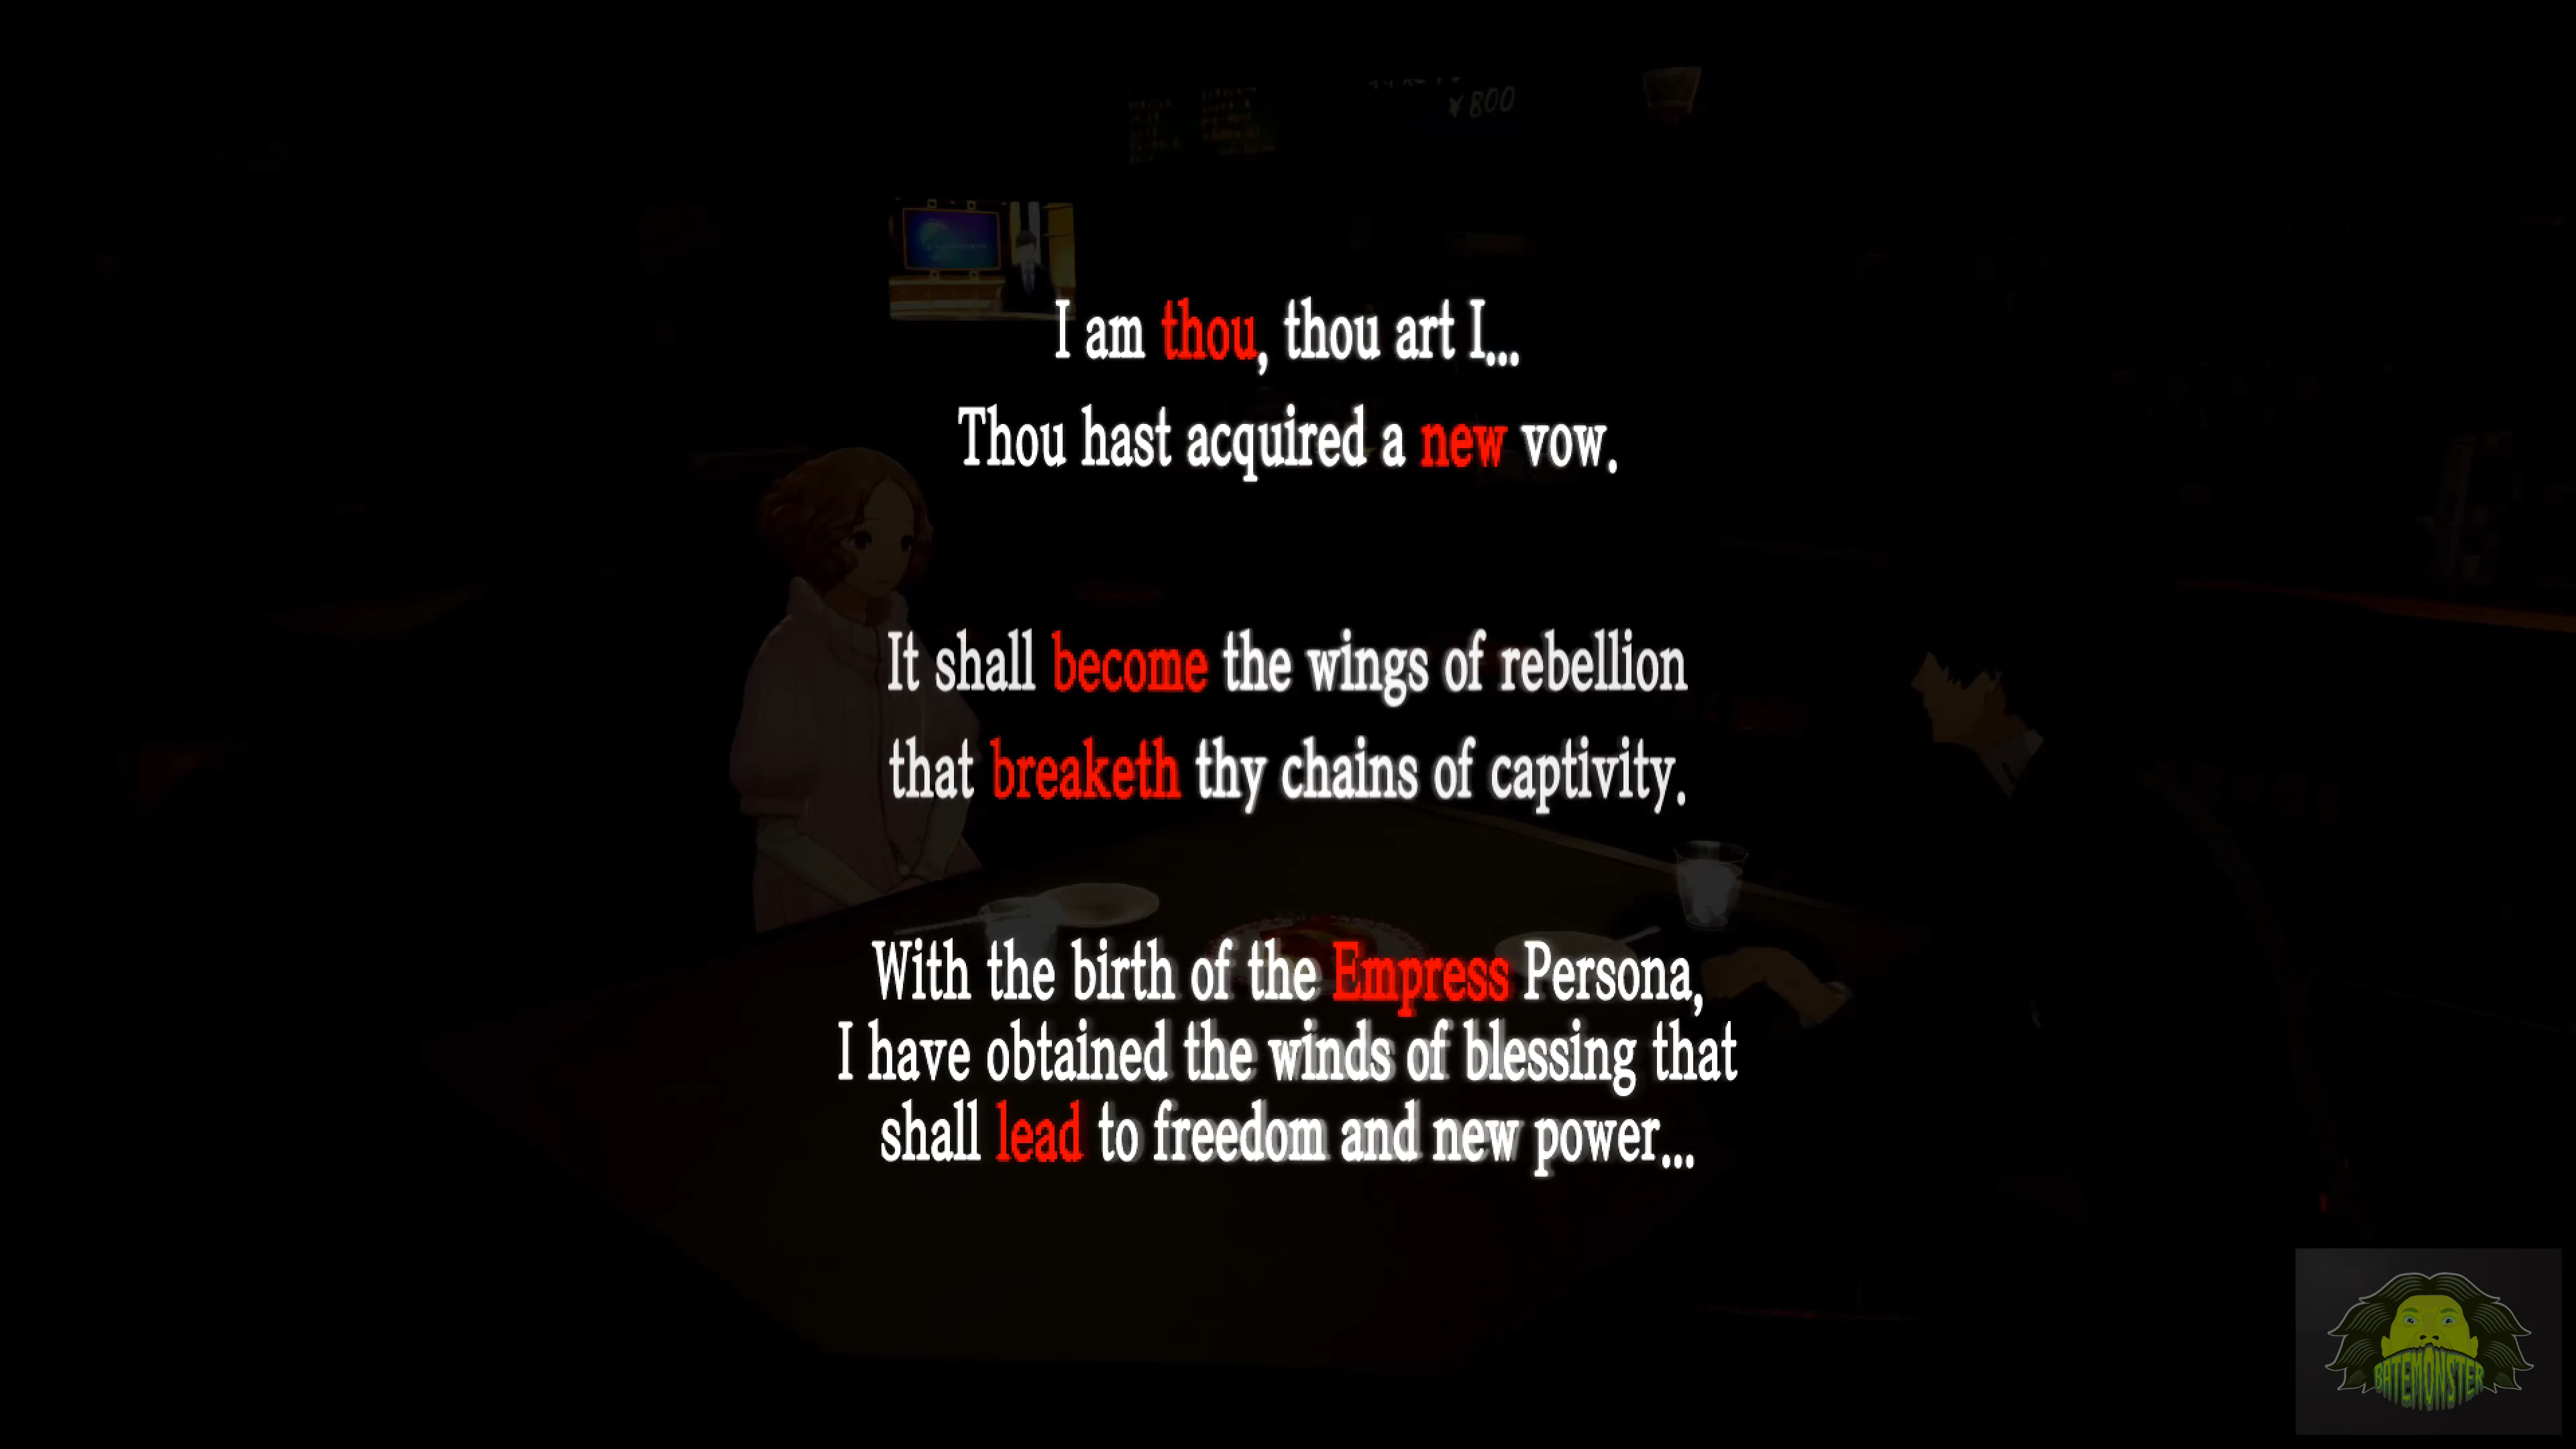 ¥800
I am thou, thou art I...
Thou hast acquired a new vow.
It shall become the wings of rebellion
that breaketh thy chains of captivity.
With the birth of the Empress Persona,
I have obtained the winds of blessing that
shall lead to freedom and new power...
BATEMONSTER